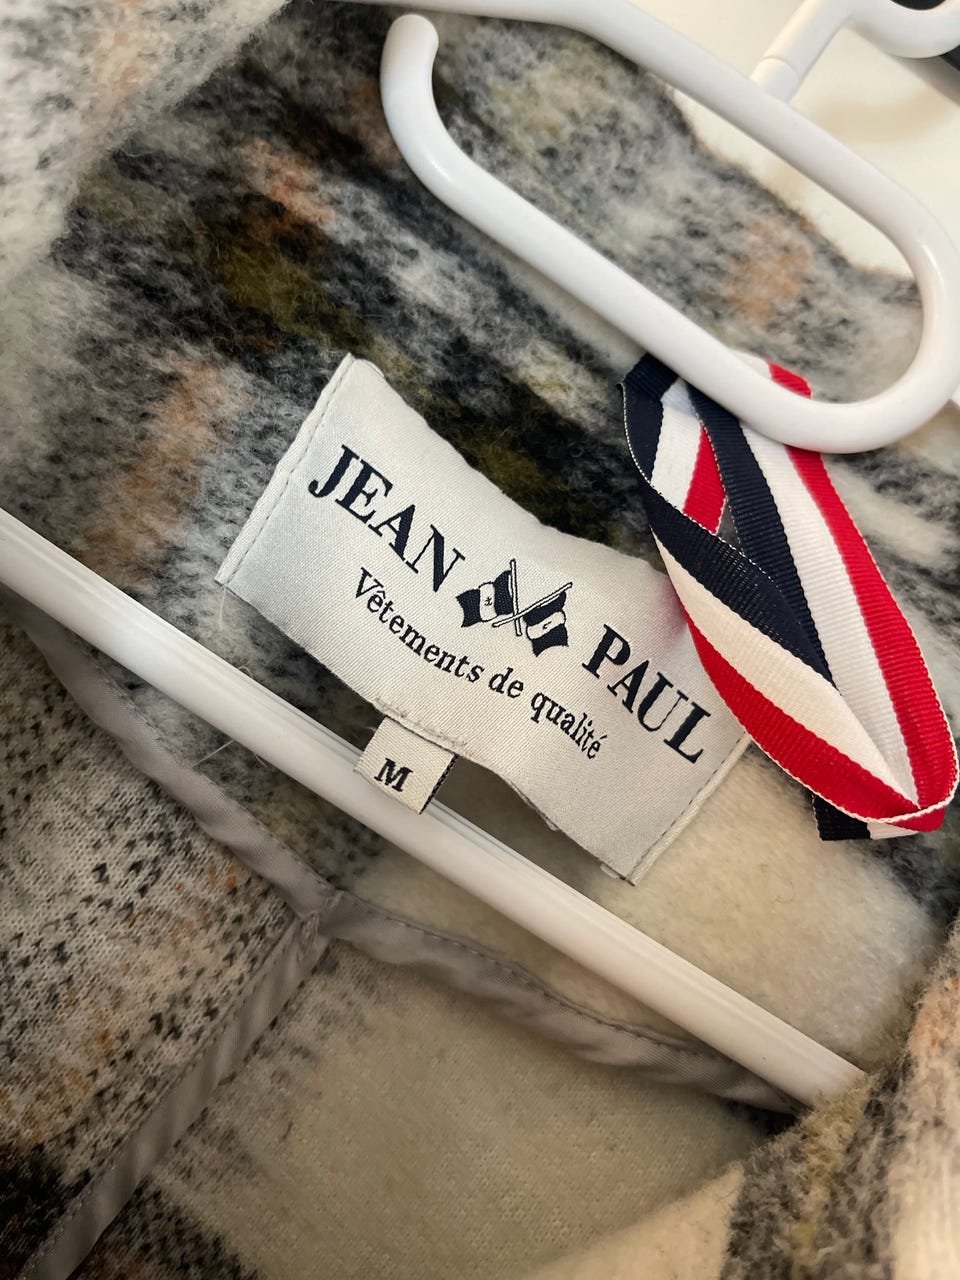 JEAN PAUL
Vêtements de qualité
M